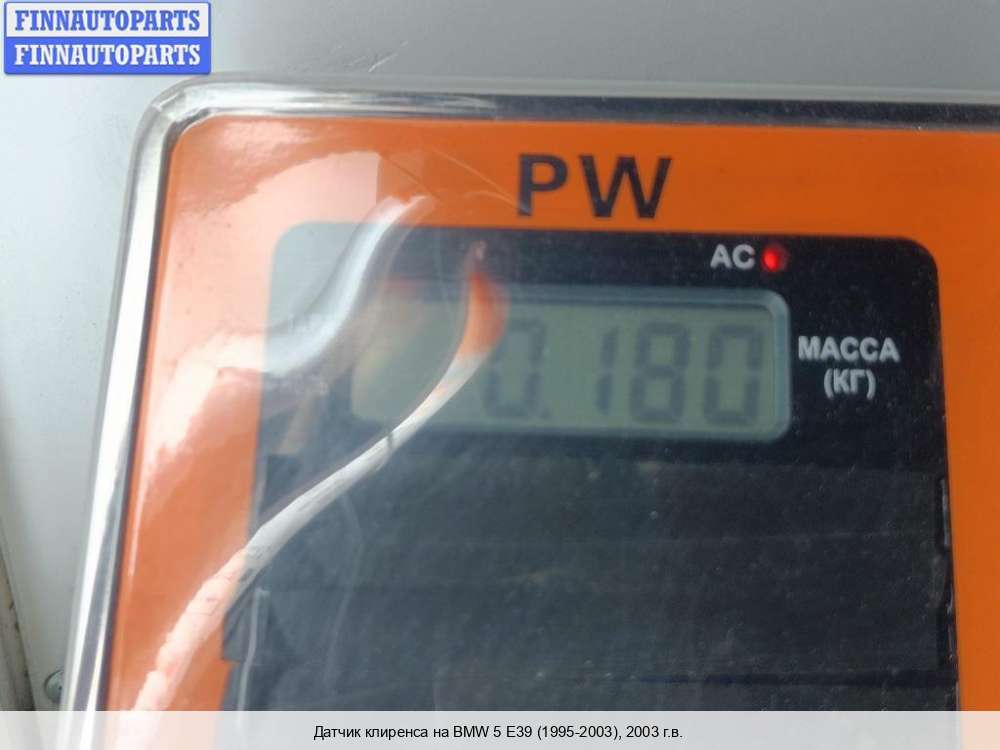 FINNAUTOPARTS
FINNAUTOPARTS
PW
AC
0.180
МАССА
(КГ)
Датчик клиренса на BMW 5 E39 (1995-2003), 2003 г.в.